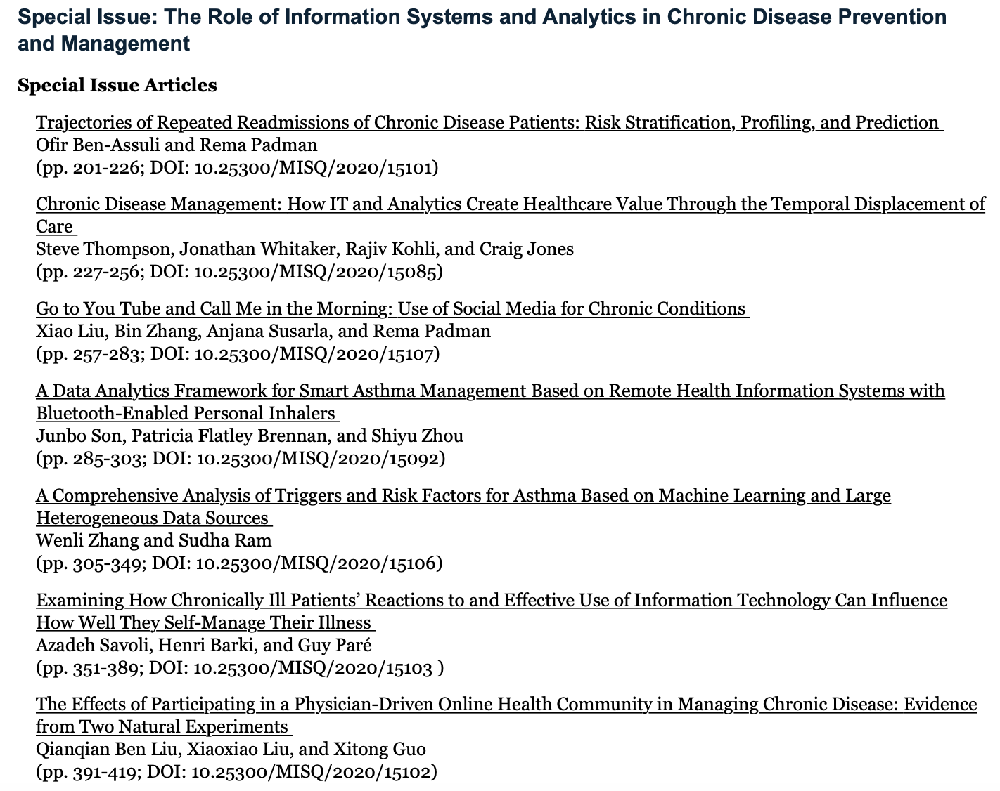 Special Issue: The Role of Information Systems and Analytics in Chronic Disease Prevention
and Management
Special Issue Articles
Trajectories of Repeated Readmissions of Chronic Disease Patients: Risk Stratification, Profiling, and Prediction
Ofir Ben-Assuli and Rema Padman
(pp. 201-226; DOI: 10.25300/MISQ/2020/15101)
Chronic Disease Management: How IT and Analytics Create Healthcare Value Through the Temporal Displacement of
Care
Steve Thompson, Jonathan Whitaker, Rajiv Kohli, and Craig Jones
(pp. 227-256; DOI: 10.25300/MISQ/2020/15085)
Go to You Tube and Call Me in the Morning: Use of Social Media for Chronic Conditions
Xiao Liu, Bin Zhang, Anjana Susarla, and Rema Padman
(pp. 257-283; DOI: 10.25300/MISQ/2020/15107)
A Data Analytics Framework for Smart Asthma Management Based on Remote Health Information Systems with
Bluetooth-Enabled Personal Inhalers
Junbo Son, Patricia Flatley Brennan, and Shiyu Zhou
(pp. 285-303; DOI: 10.25300/MISQ/2020/15092)
A Comprehensive Analysis of Triggers and Risk Factors for Asthma Based on Machine Learning and Large
Heterogeneous Data Sources
Wenli Zhang and Sudha Ram
(pp. 305-349; DOI: 10.25300/MISQ/2020/15106)
Examining How Chronically Ill Patients’ Reactions to and Effective Use of Information Technology Can Influence
How Well They Self-Manage Their Illness
Azadeh Savoli, Henri Barki, and Guy Paré
(pp. 351-389; DOI: 10.25300/MISQ/2020/15103 )
The Effects of Participating in a Physician-Driven Online Health Community in Managing Chronic Disease: Evidence
from Two Natural Experiments
Qianqian Ben Liu, Xiaoxiao Liu, and Xitong Guo
(pp. 391-419; DOI: 10.25300/MISQ/2020/15102)